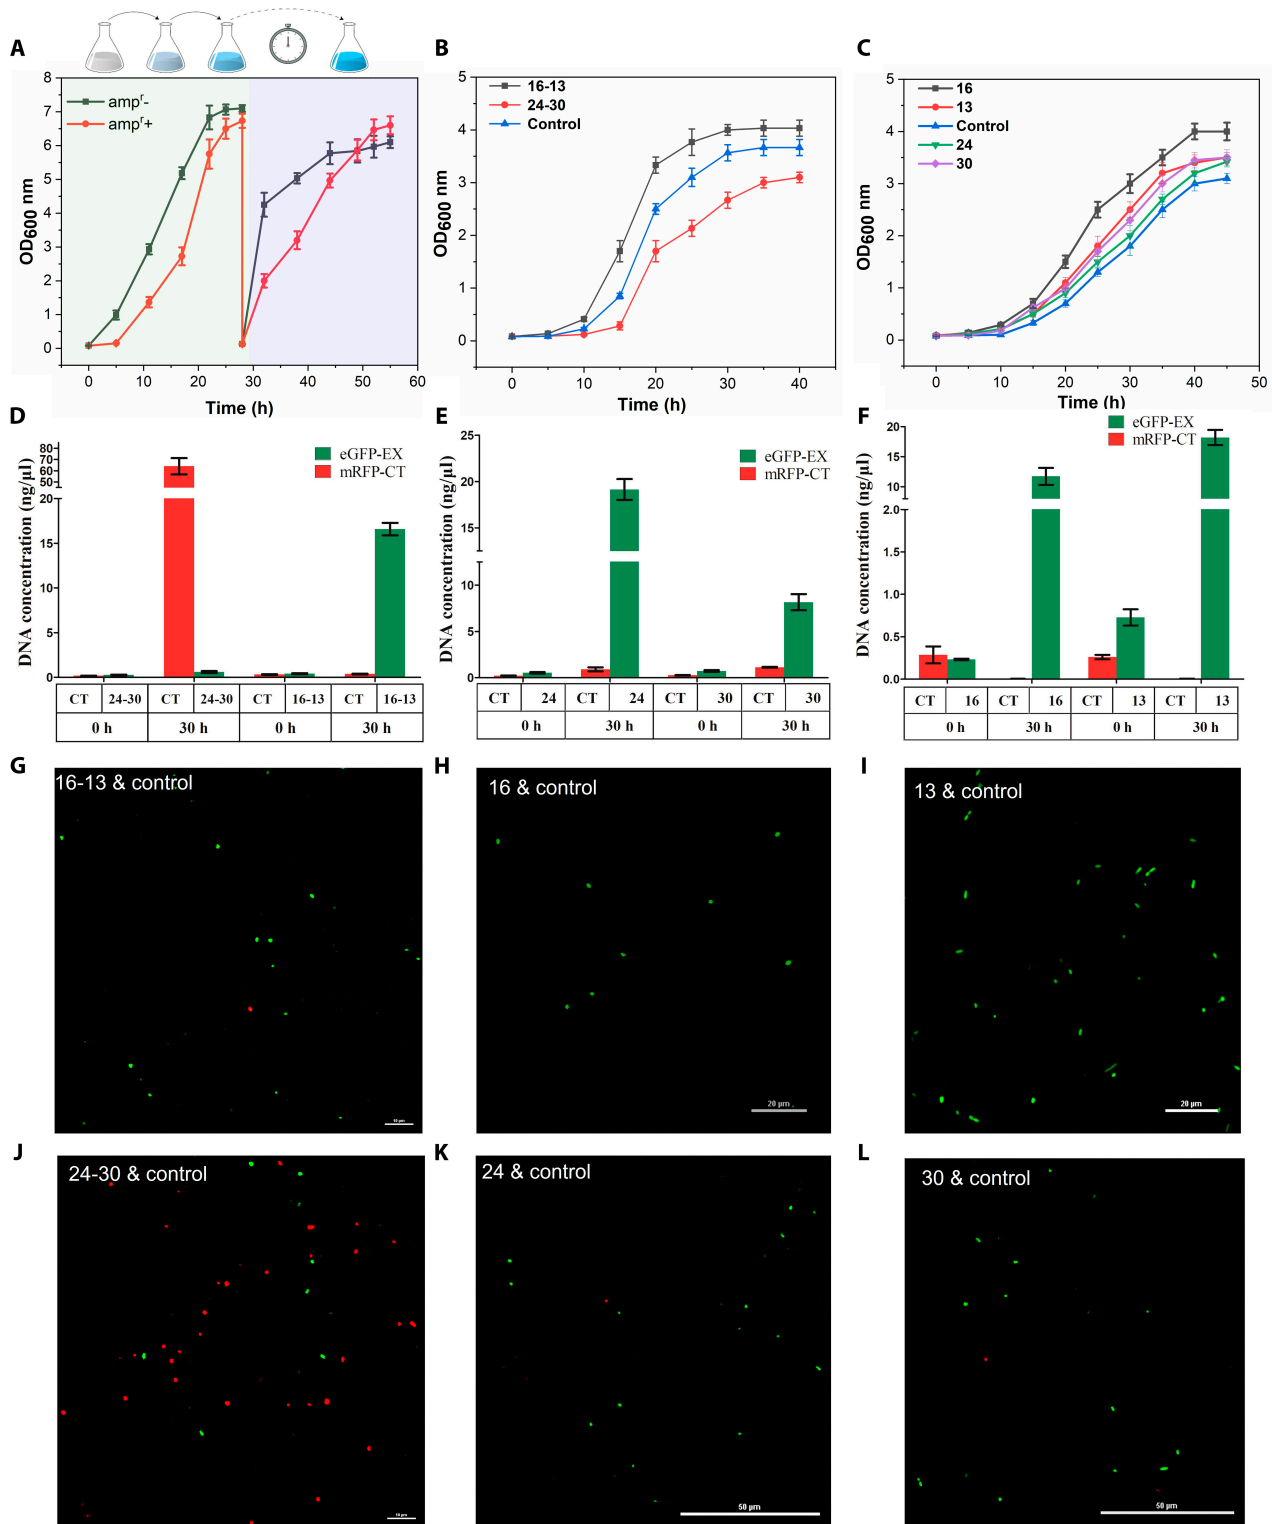 A
ampʳ-
ampʳ+
OD600 nm
8
7
6
5
4
3
2
1
0
0 10 20 30 40 50 60
Time (h)
B
16-13
24-30
Control
OD600 nm
5
4
3
2
1
0
0 5 10 15 20 25 30 35 40
Time (h)
C
16
13
Control
24
30
OD600 nm
5
4
3
2
1
0
0 10 20 30 40 50
Time (h)
D
eGFP-EX
mRFP-CT
DNA concentration (ng/µl)
80
70
60
50
20
15
10
5
0
CT 24-30 CT 24-30 CT 16-13 CT 16-13
0 h 30 h 0 h 30 h
E
eGFP-EX
mRFP-CT
DNA concentration (ng/µl)
25
20
15
10
5
0
CT 24 CT 24 CT 30 CT 30
0 h 30 h 0 h 30 h
F
eGFP-EX
mRFP-CT
DNA concentration (ng/µl)
20
15
10
2.0
1.5
1.0
0.5
0.0
CT 16 CT 16 CT 13 CT 13
0 h 30 h 0 h 30 h
G
16-13 & control
10 µm
H
16 & control
20 µm
I
13 & control
20 µm
J
24-30 & control
10 µm
K
24 & control
50 µm
L
30 & control
50 µm